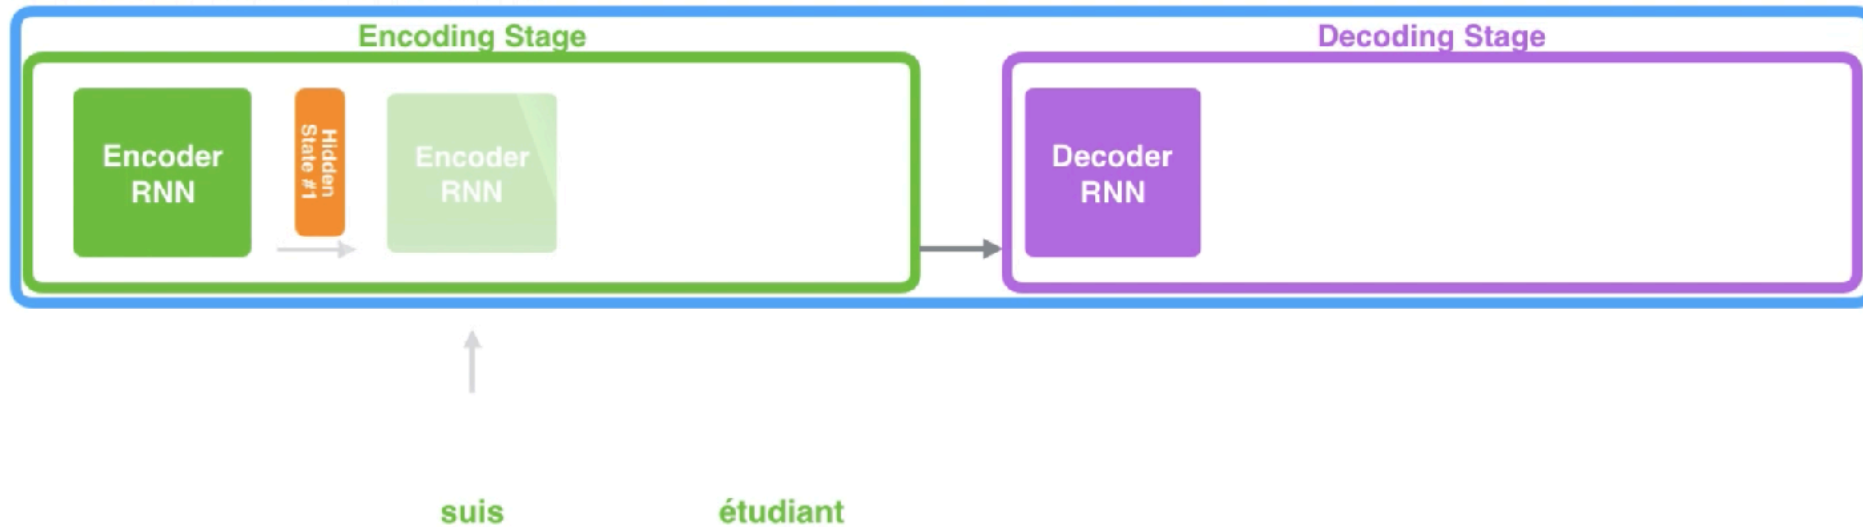 Encoding Stage
Decoding Stage
Encoder
RNN
Hidden
State #1
Encoder
RNN
Decoder
RNN
suis
étudiant